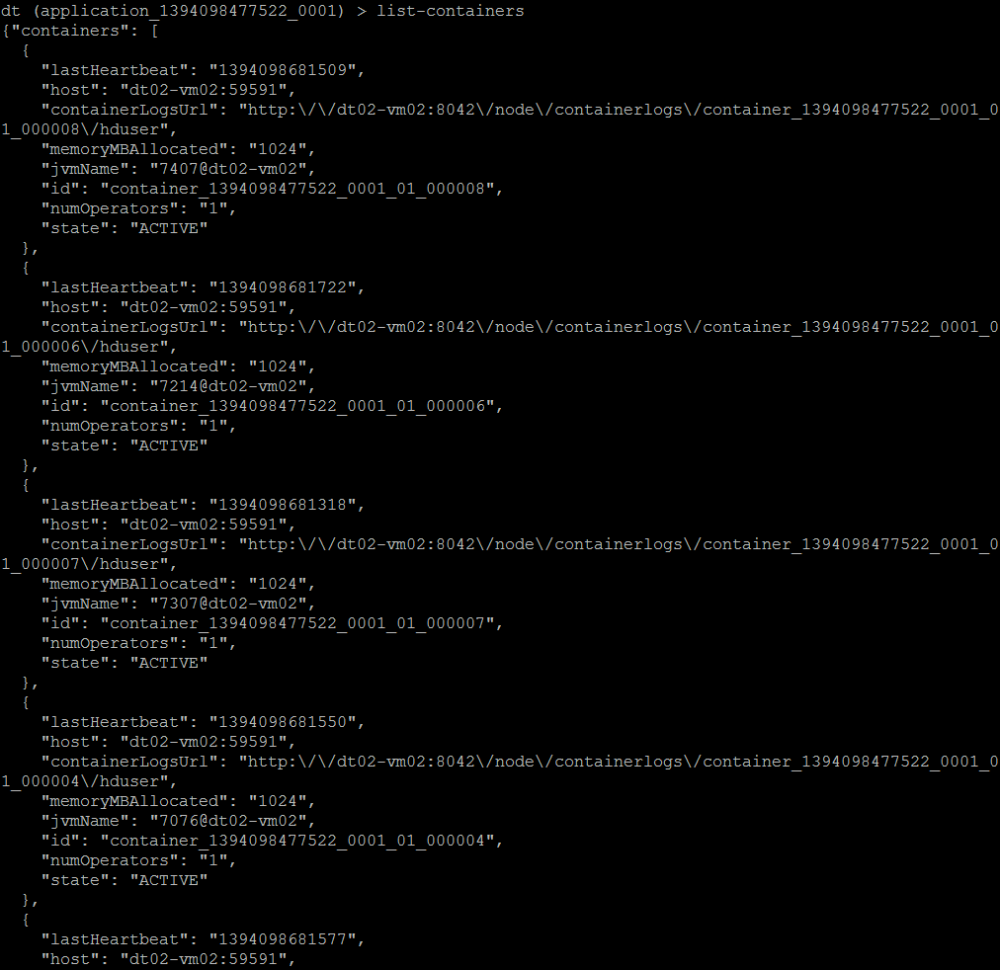 dt (application_1394098477522_0001) > list-containers
{"containers": [
  {
    "lastHeartbeat": "1394098681509",
    "host": "dt02-vm02:59591",
    "containerLogsUrl": "http:\/\/dt02-vm02:8042\/node\/containerlogs\/container_1394098477522_0001_0
1_000008\/hduser",
    "memoryMBAllocated": "1024",
    "jvmName": "7407@dt02-vm02",
    "id": "container_1394098477522_0001_01_000008",
    "numOperators": "1",
    "state": "ACTIVE"
  },
  {
    "lastHeartbeat": "1394098681722",
    "host": "dt02-vm02:59591",
    "containerLogsUrl": "http:\/\/dt02-vm02:8042\/node\/containerlogs\/container_1394098477522_0001_0
1_000006\/hduser",
    "memoryMBAllocated": "1024",
    "jvmName": "7214@dt02-vm02",
    "id": "container_1394098477522_0001_01_000006",
    "numOperators": "1",
    "state": "ACTIVE"
  },
  {
    "lastHeartbeat": "1394098681318",
    "host": "dt02-vm02:59591",
    "containerLogsUrl": "http:\/\/dt02-vm02:8042\/node\/containerlogs\/container_1394098477522_0001_0
1_000007\/hduser",
    "memoryMBAllocated": "1024",
    "jvmName": "7307@dt02-vm02",
    "id": "container_1394098477522_0001_01_000007",
    "numOperators": "1",
    "state": "ACTIVE"
  },
  {
    "lastHeartbeat": "1394098681550",
    "host": "dt02-vm02:59591",
    "containerLogsUrl": "http:\/\/dt02-vm02:8042\/node\/containerlogs\/container_1394098477522_0001_0
1_000004\/hduser",
    "memoryMBAllocated": "1024",
    "jvmName": "7076@dt02-vm02",
    "id": "container_1394098477522_0001_01_000004",
    "numOperators": "1",
    "state": "ACTIVE"
  },
  {
    "lastHeartbeat": "1394098681577",
    "host": "dt02-vm02:59591",